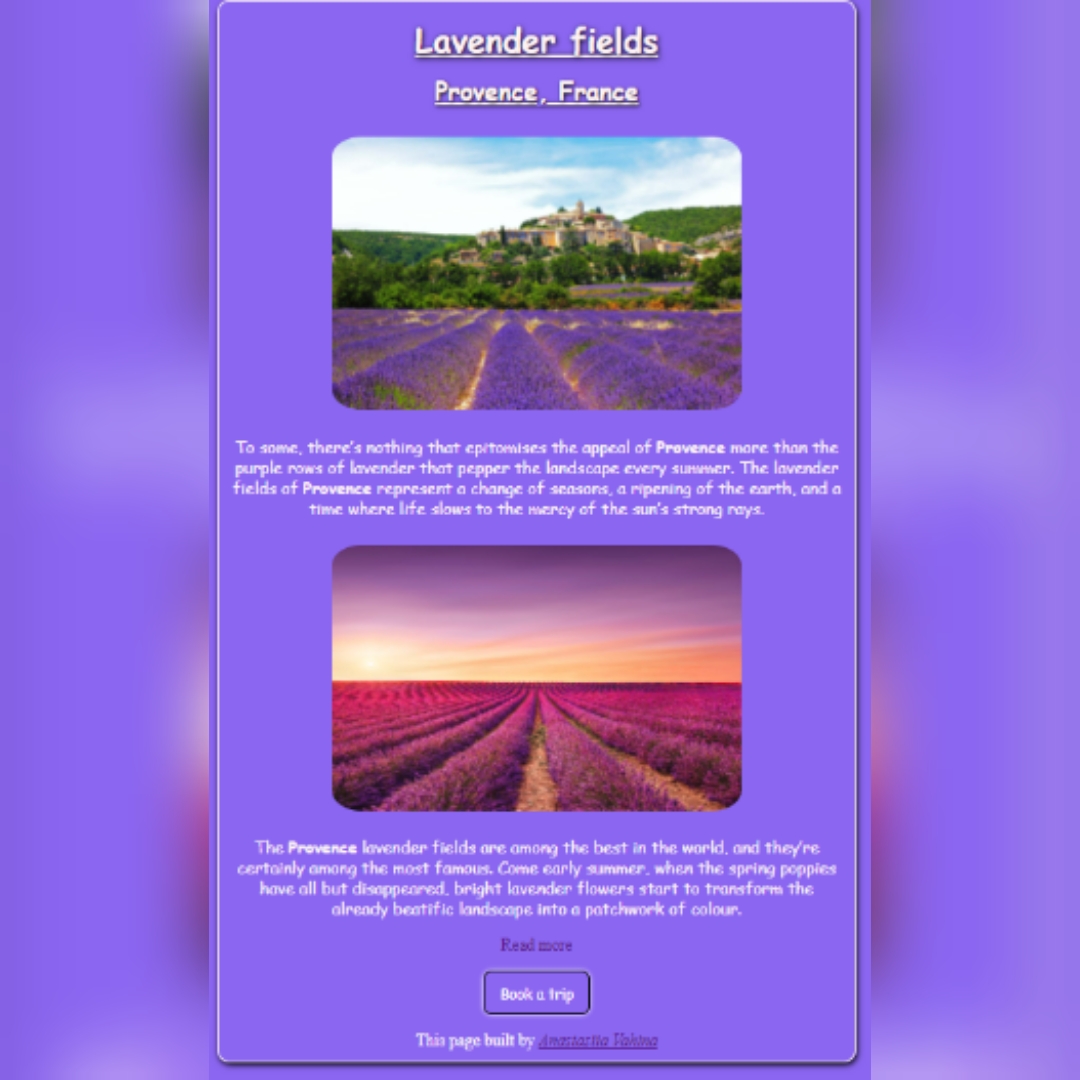 Lavender fields
Provence, France
To some, there's nothing that epitomises the appeal of Provence more than the
purple rows of lavender that pepper the landscape every summer. The lavender
fields of Provence represent a change of seasons, a ripening of the earth, and a
time where life slows to the mercy of the sun's strong rays.
The Provence lavender fields are among the best in the world, and they're
certainly among the most famous. Come early summer, when the spring poppies
have all but disappeared, bright lavender flowers start to transform the
already beatific landscape into a patchwork of colour.
Read more
Book a trip
This page built by